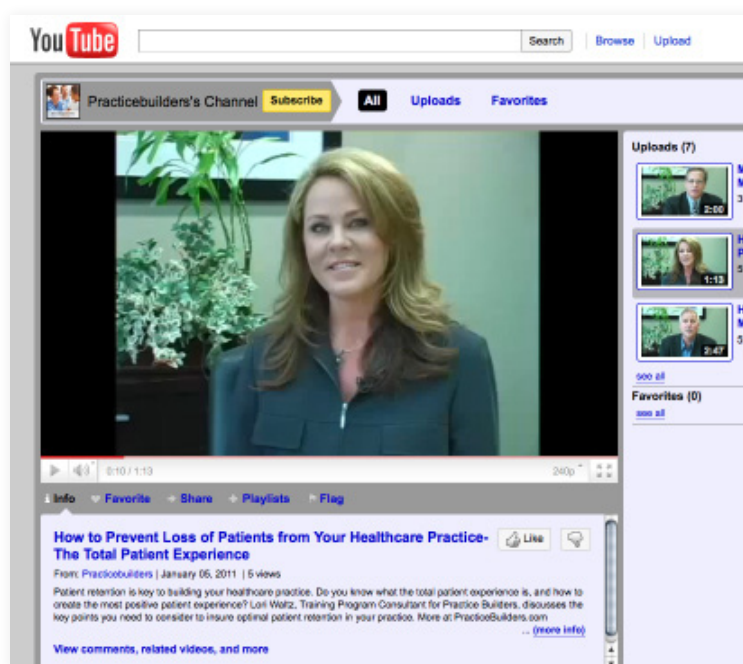 YouTube
Search Browse Upload
Practicebuilders's Channel Subscribe All Uploads Favorites
Uploads (7)
2:00
3
1:13
5
2:47
5
see all
Favorites (0)
see all
0:10 / 1:13 240p
Info Favorite Share Playlists Flag
How to Prevent Loss of Patients from Your Healthcare Practice-
The Total Patient Experience
Like
From: Practicebuilders | January 05, 2011 | 5 views
Patient retention is key to building your healthcare practice. Do you know what the total patient experience is, and how to
create the most positive patient experience? Lori Waltz, Training Program Consultant for Practice Builders, discusses the
key points you need to consider to insure optimal patient retention in your practice. More at PracticeBuilders.com
... (more info)
View comments, related videos, and more